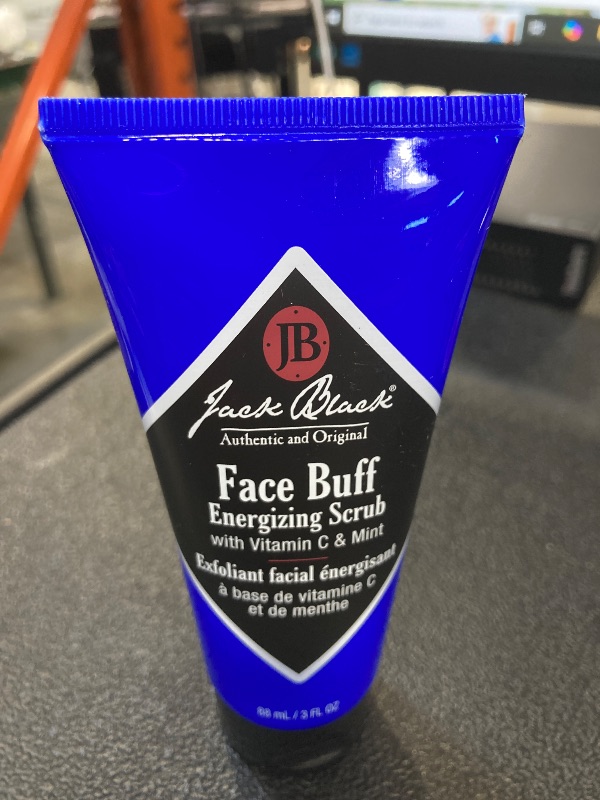 JB
Jack Black®
Authentic and Original
Face Buff
Energizing Scrub
with Vitamin C & Mint
Exfoliant facial énergisant
à base de vitamine C
et de menthe
88 mL / 3 FL OZ